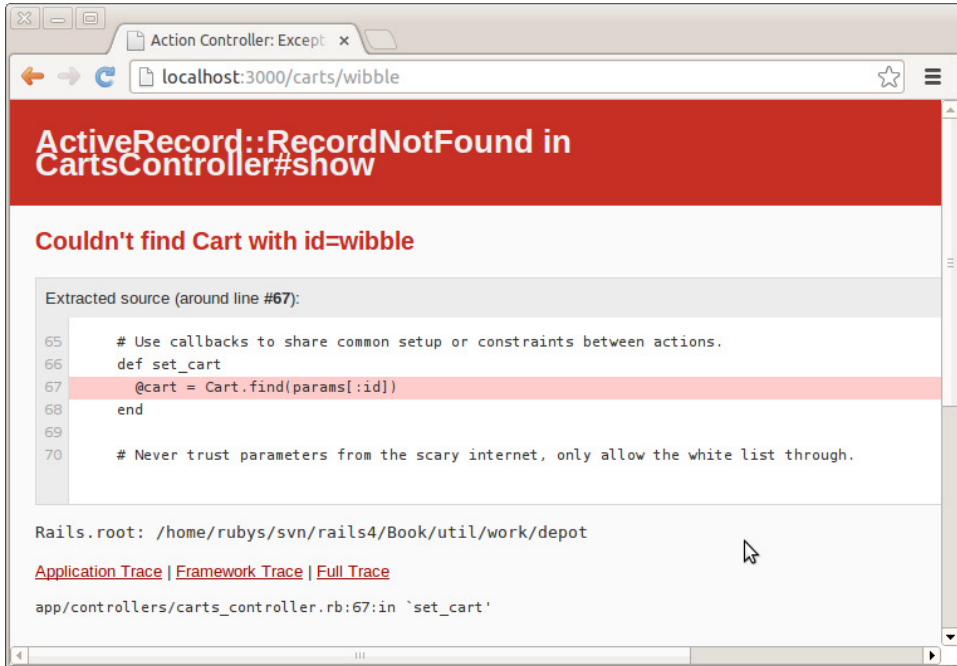 Action Controller: Except
localhost:3000/carts/wibble
ActiveRecord::RecordNotFound in
CartsController#show
Couldn't find Cart with id=wibble
Extracted source (around line #67):
65 # Use callbacks to share common setup or constraints between actions.
66 def set_cart
67 @cart = Cart.find(params[:id])
68 end
69
70 # Never trust parameters from the scary internet, only allow the white list through.
Rails.root: /home/rubys/svn/rails4/Book/util/work/depot
Application Trace | Framework Trace | Full Trace
app/controllers/carts_controller.rb:67:in `set_cart'